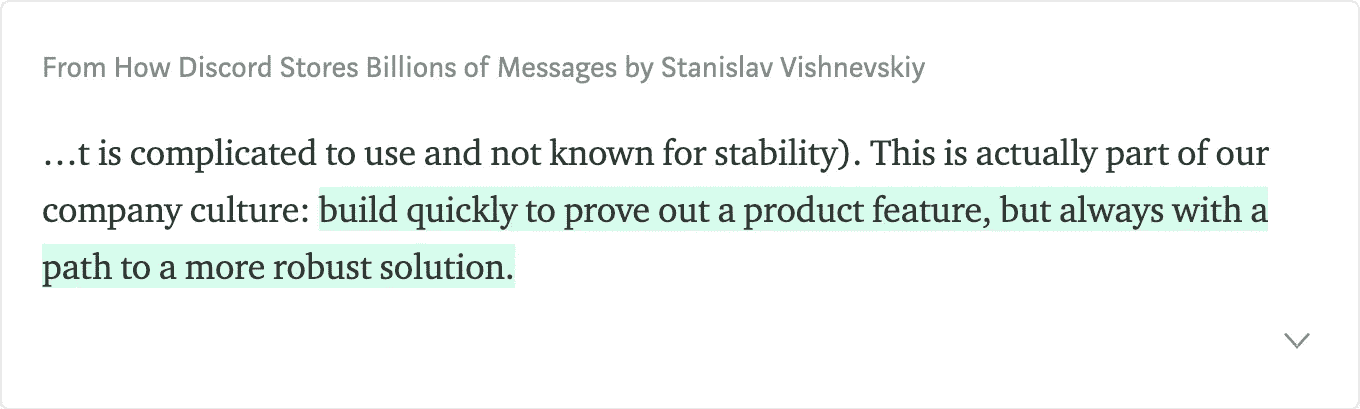 From How Discord Stores Billions of Messages by Stanislav Vishnevskiy
…t is complicated to use and not known for stability). This is actually part of our
company culture: build quickly to prove out a product feature, but always with a
path to a more robust solution.